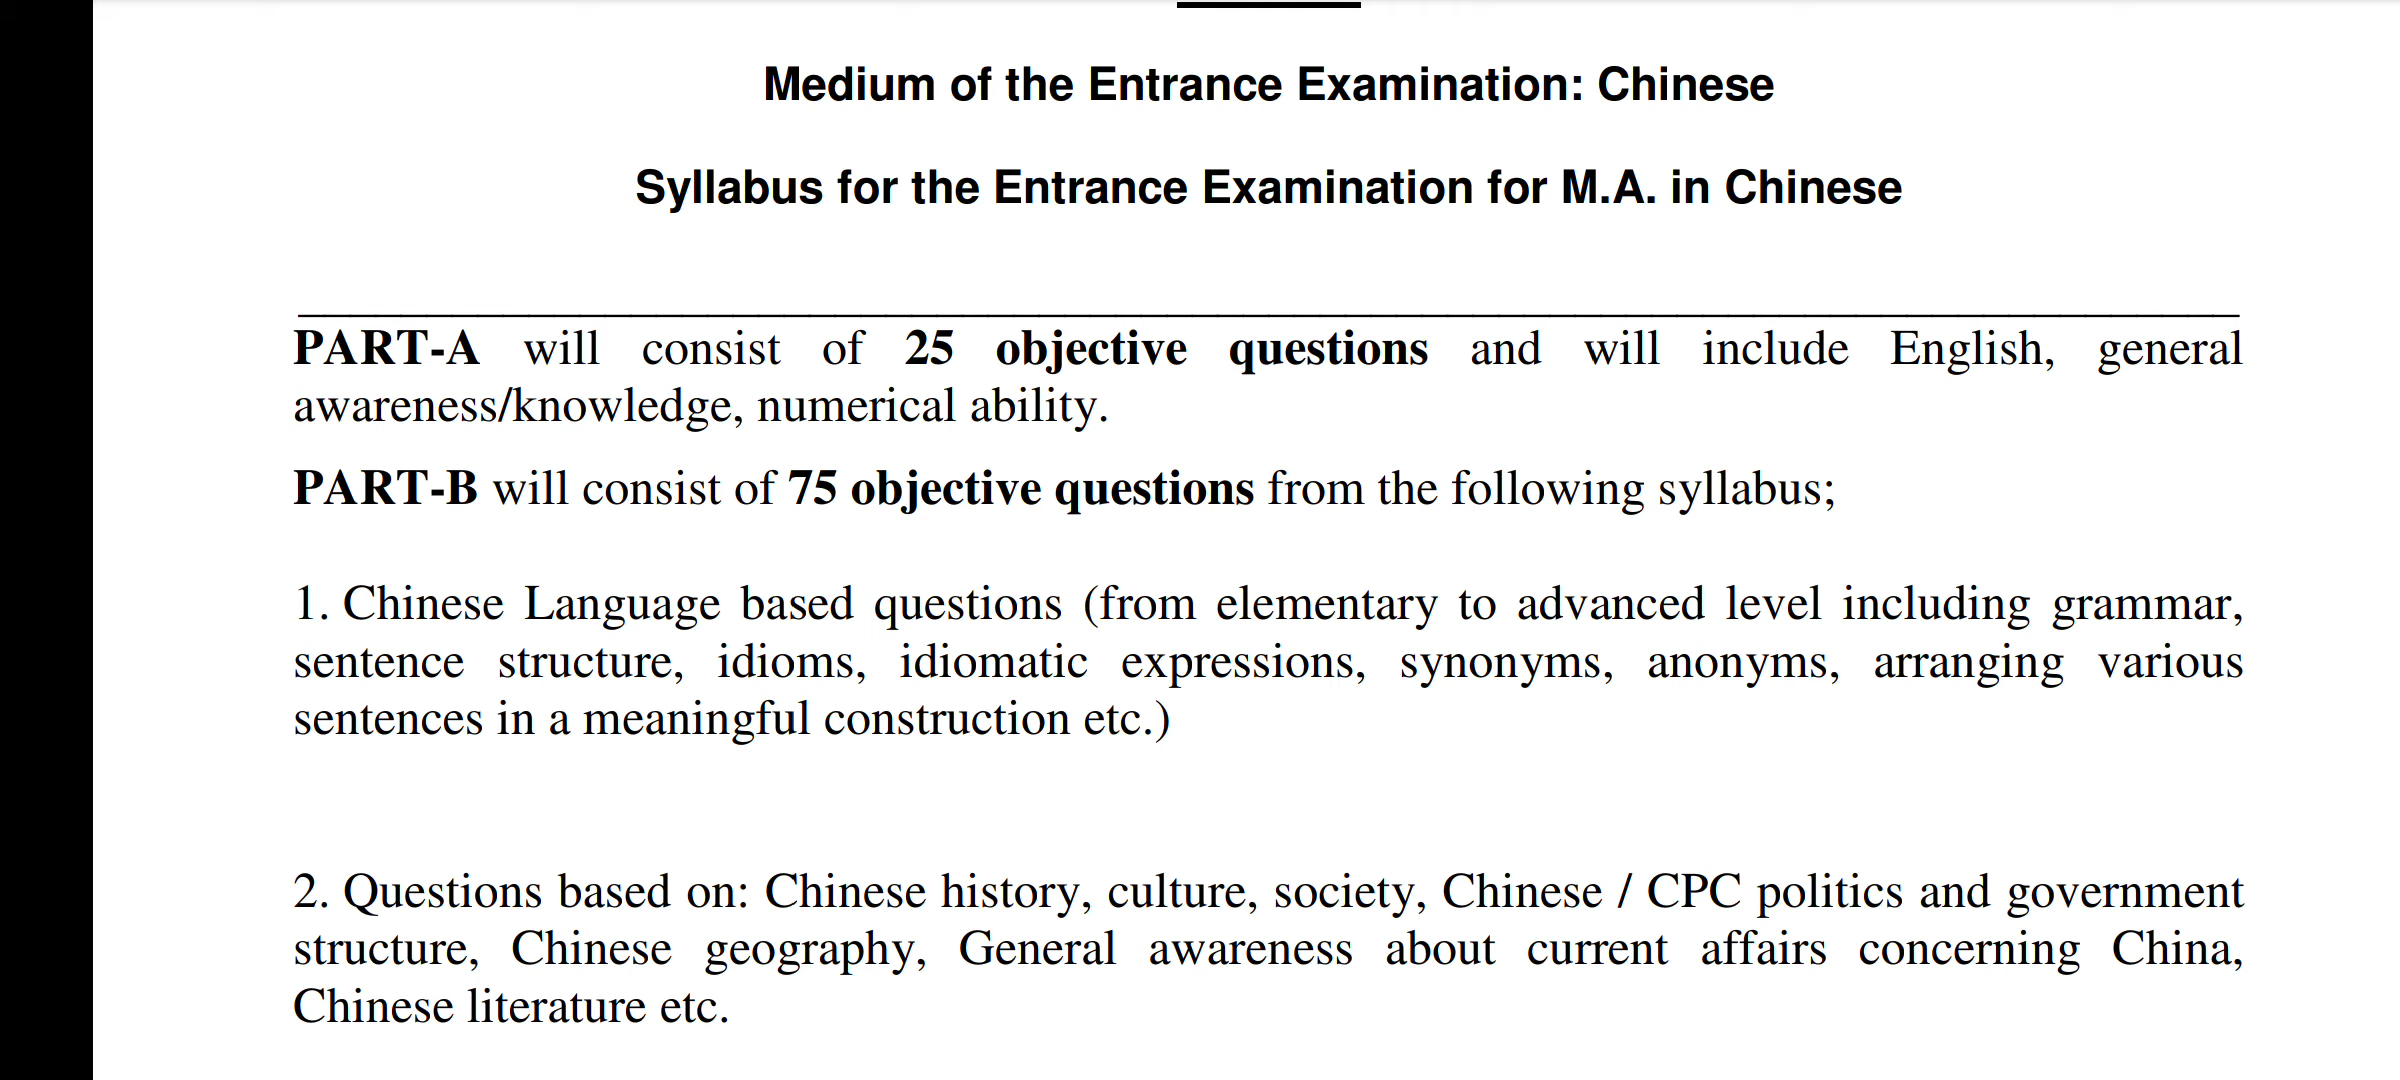 Medium of the Entrance Examination: Chinese
Syllabus for the Entrance Examination for M.A. in Chinese
PART-A will consist of 25 objective questions and will include English, general
awareness/knowledge, numerical ability.
PART-B will consist of 75 objective questions from the following syllabus;
1. Chinese Language based questions (from elementary to advanced level including grammar,
sentence structure, idioms, idiomatic expressions, synonyms, anonyms, arranging various
sentences in a meaningful construction etc.)
2. Questions based on: Chinese history, culture, society, Chinese / CPC politics and government
structure, Chinese geography, General awareness about current affairs concerning China,
Chinese literature etc.